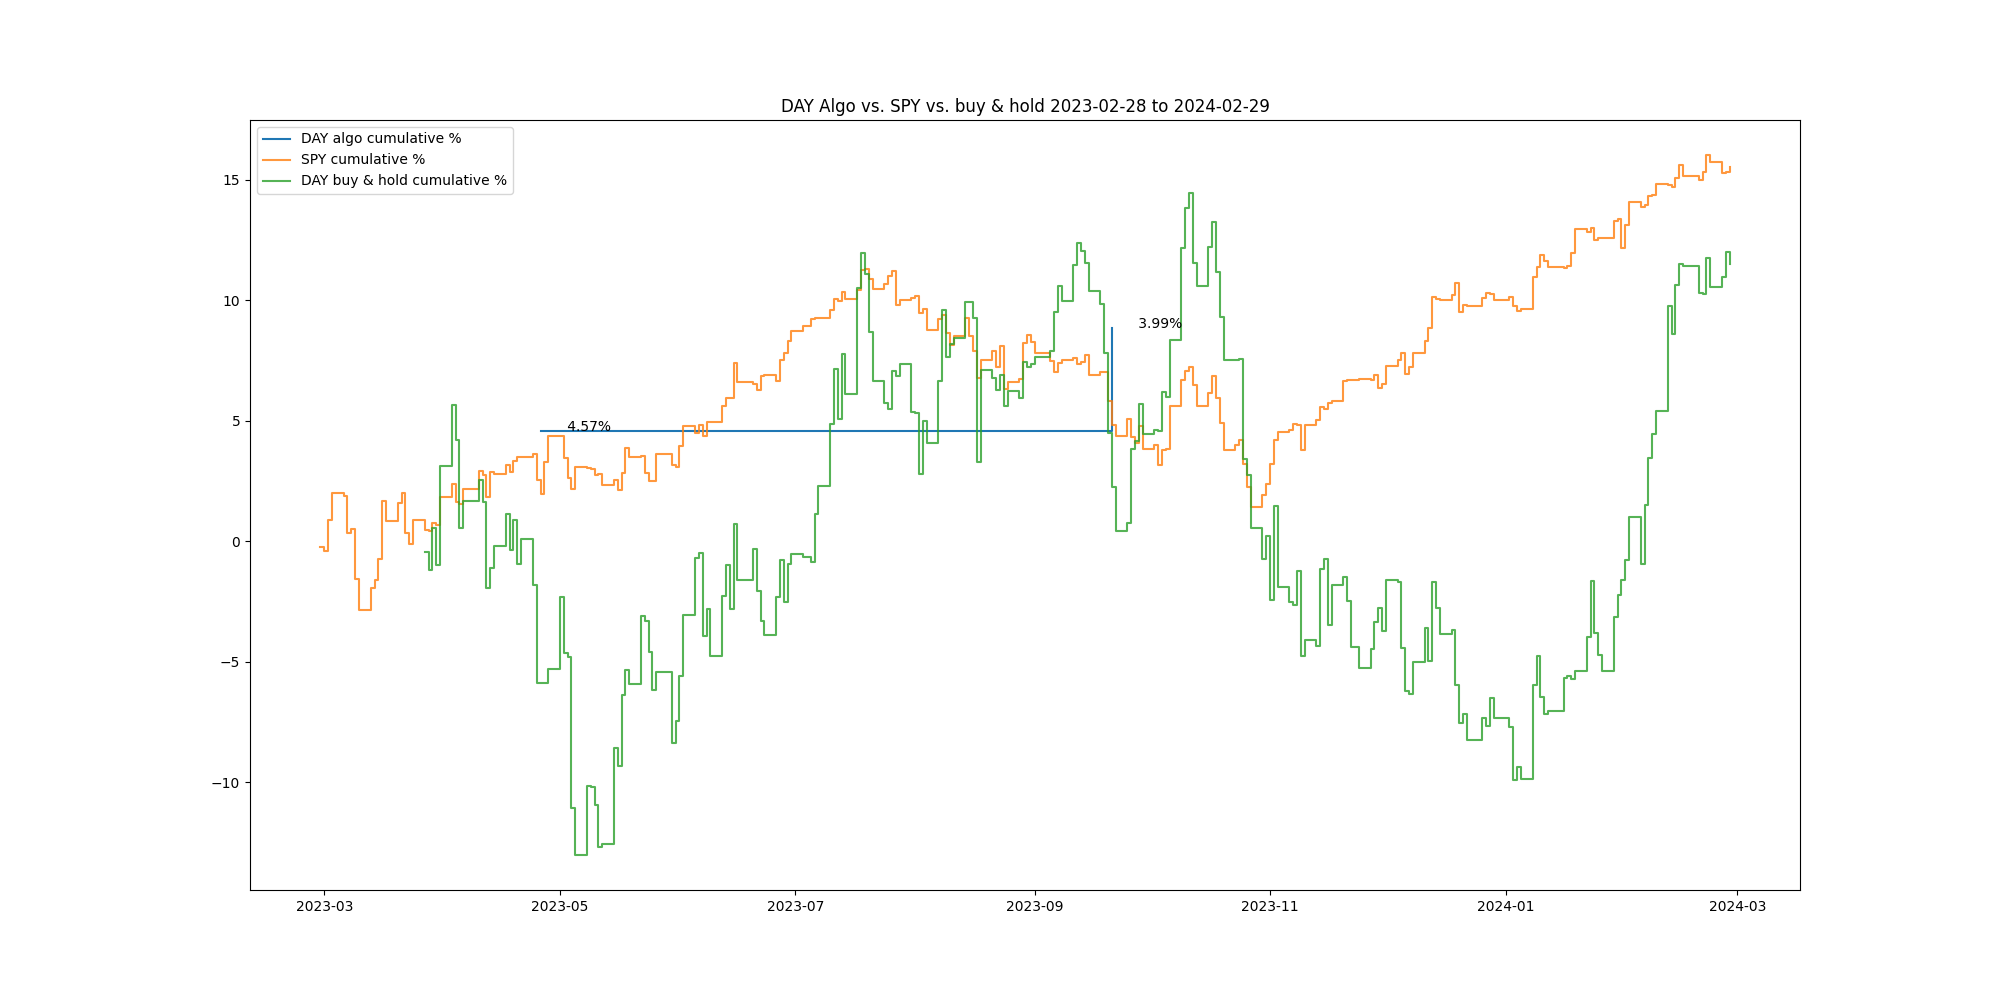 DAY Algo vs. SPY vs. buy & hold 2023-02-28 to 2024-02-29
DAY algo cumulative %
SPY cumulative %
DAY buy & hold cumulative %
15
10
5
0
−5
−10
4.57%
3.99%
2023-03 2023-05 2023-07 2023-09 2023-11 2024-01 2024-03